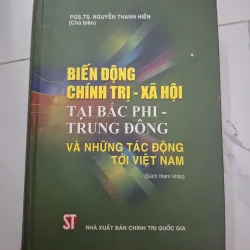 PGS.TS. NGUYỄN THANH HIỀN
(Chủ biên)
BIẾN ĐỘNG
CHÍNH TRỊ - XÃ HỘI
TẠI BẮC PHI -
TRUNG ĐÔNG
VÀ NHỮNG TÁC ĐỘNG
TỚI VIỆT NAM
(Sách tham khảo)
ST
NHÀ XUẤT BẢN CHÍNH TRỊ QUỐC GIA